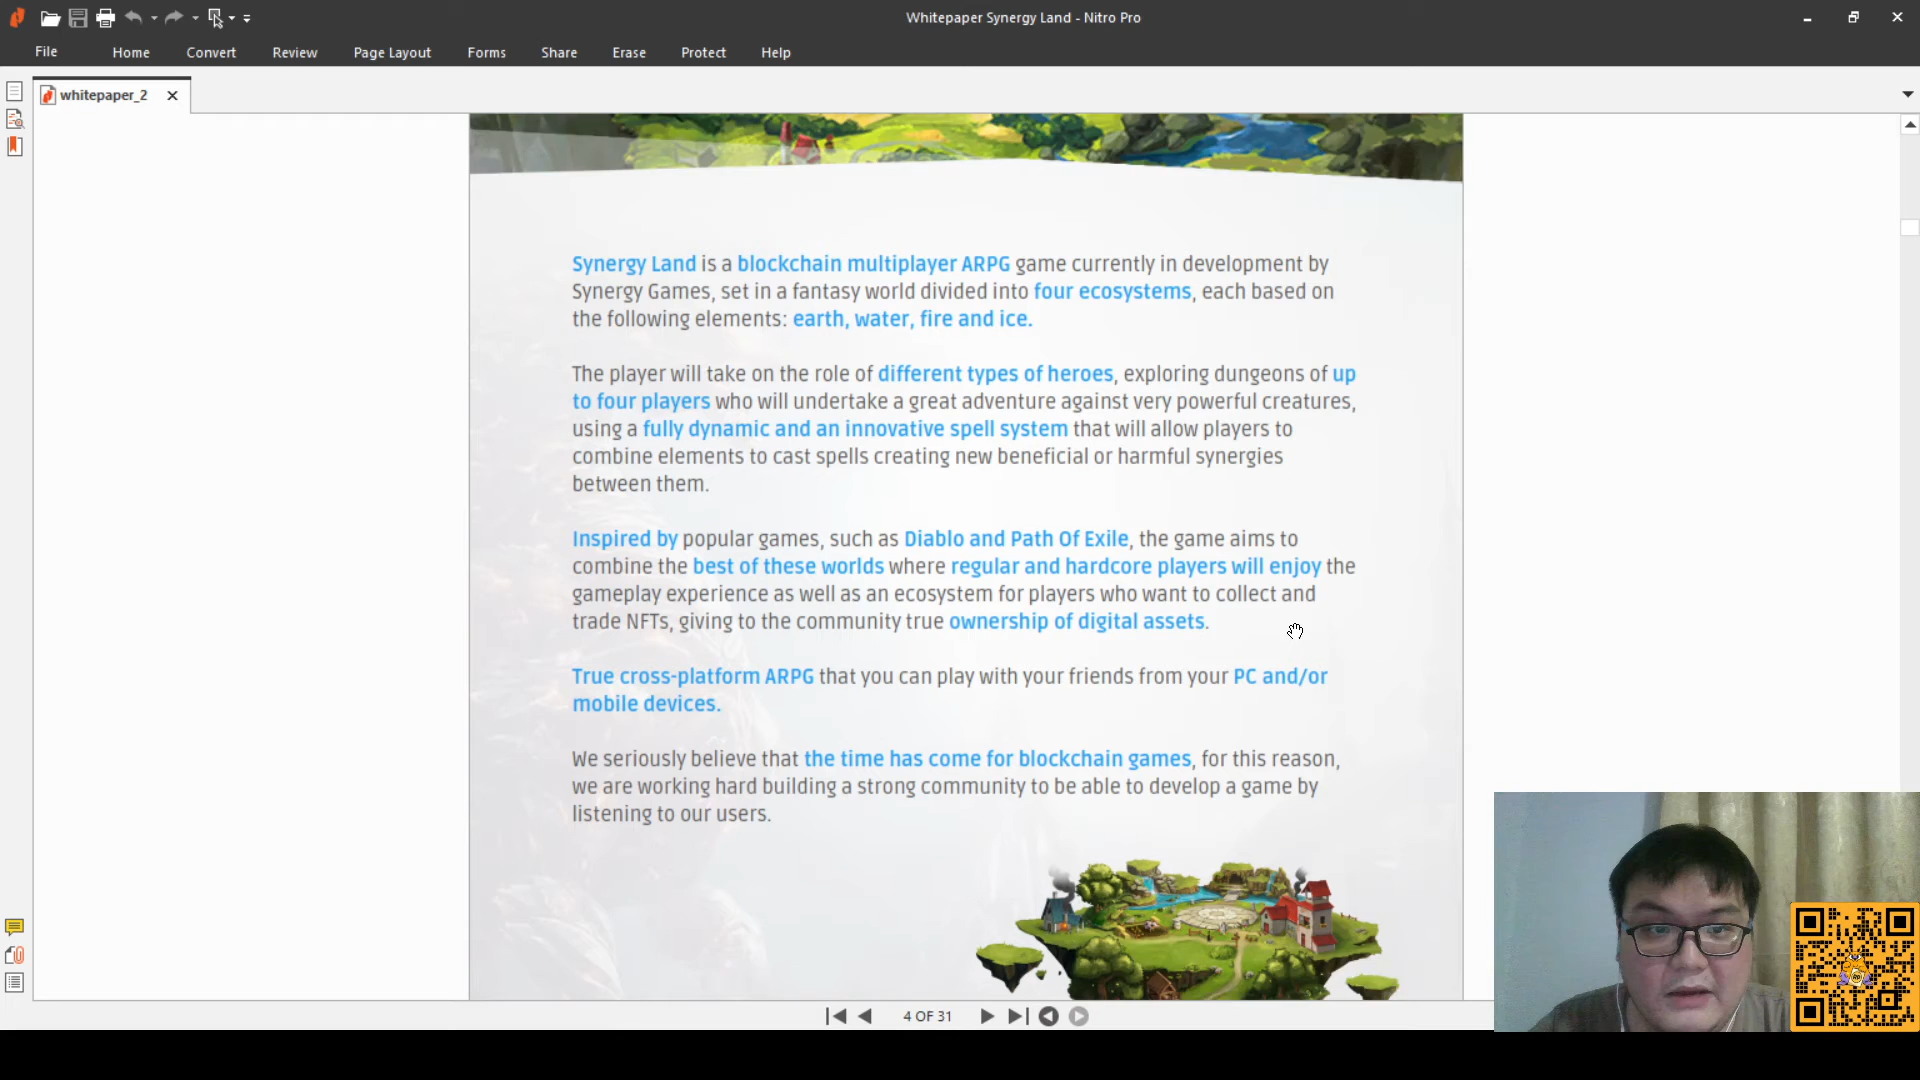 Whitepaper Synergy Land - Nitro Pro
File Home Convert Review Page Layout Forms Share Erase Protect Help
whitepaper_2
Synergy Land is a blockchain multiplayer ARPG game currently in development by
Synergy Games, set in a fantasy world divided into four ecosystems, each based on
the following elements: earth, water, fire and ice.
The player will take on the role of different types of heroes, exploring dungeons of up
to four players who will undertake a great adventure against very powerful creatures,
using a fully dynamic and an innovative spell system that will allow players to
combine elements to cast spells creating new beneficial or harmful synergies
between them.
Inspired by popular games, such as Diablo and Path Of Exile, the game aims to
combine the best of these worlds where regular and hardcore players will enjoy the
gameplay experience as well as an ecosystem for players who want to collect and
trade NFTs, giving to the community true ownership of digital assets.
True cross-platform ARPG that you can play with your friends from your PC and/or
mobile devices.
We seriously believe that the time has come for blockchain games, for this reason,
we are working hard building a strong community to be able to develop a game by
listening to our users.
4 OF 31